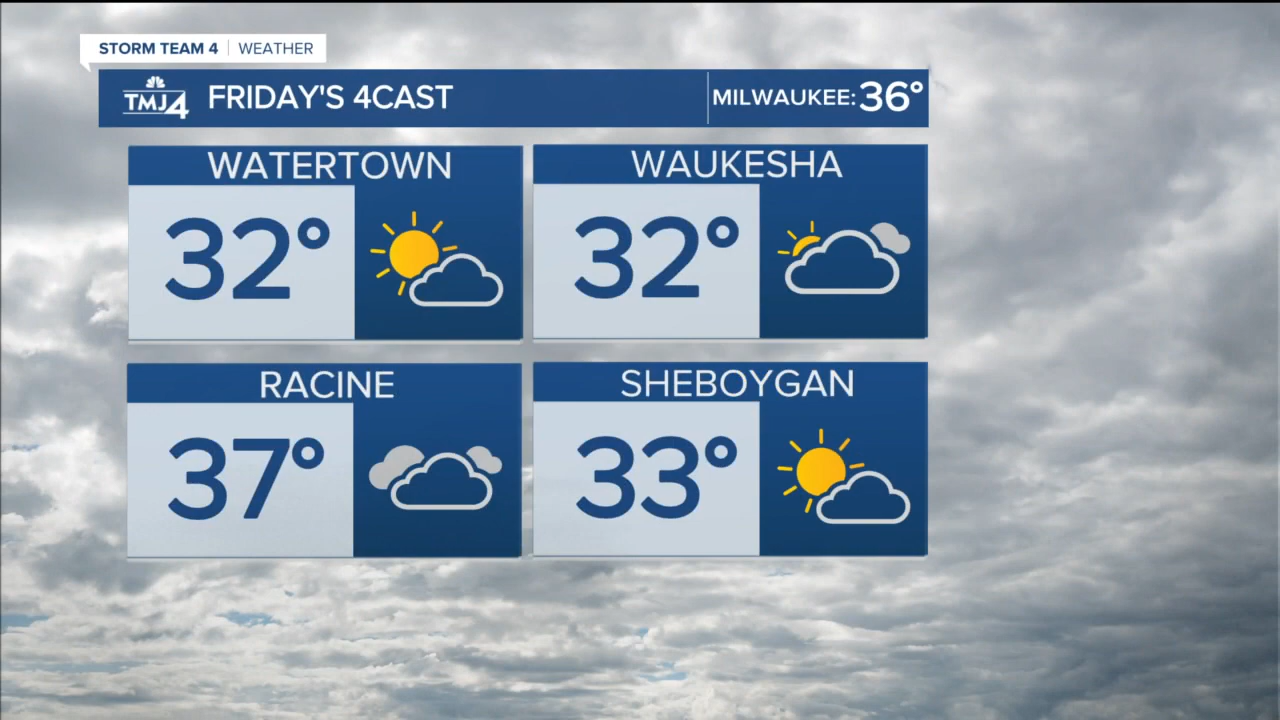 STORM TEAM 4 | WEATHER
TMJ4 FRIDAY'S 4CAST MILWAUKEE: 36°
WATERTOWN
32°
WAUKESHA
32°
RACINE
37°
SHEBOYGAN
33°